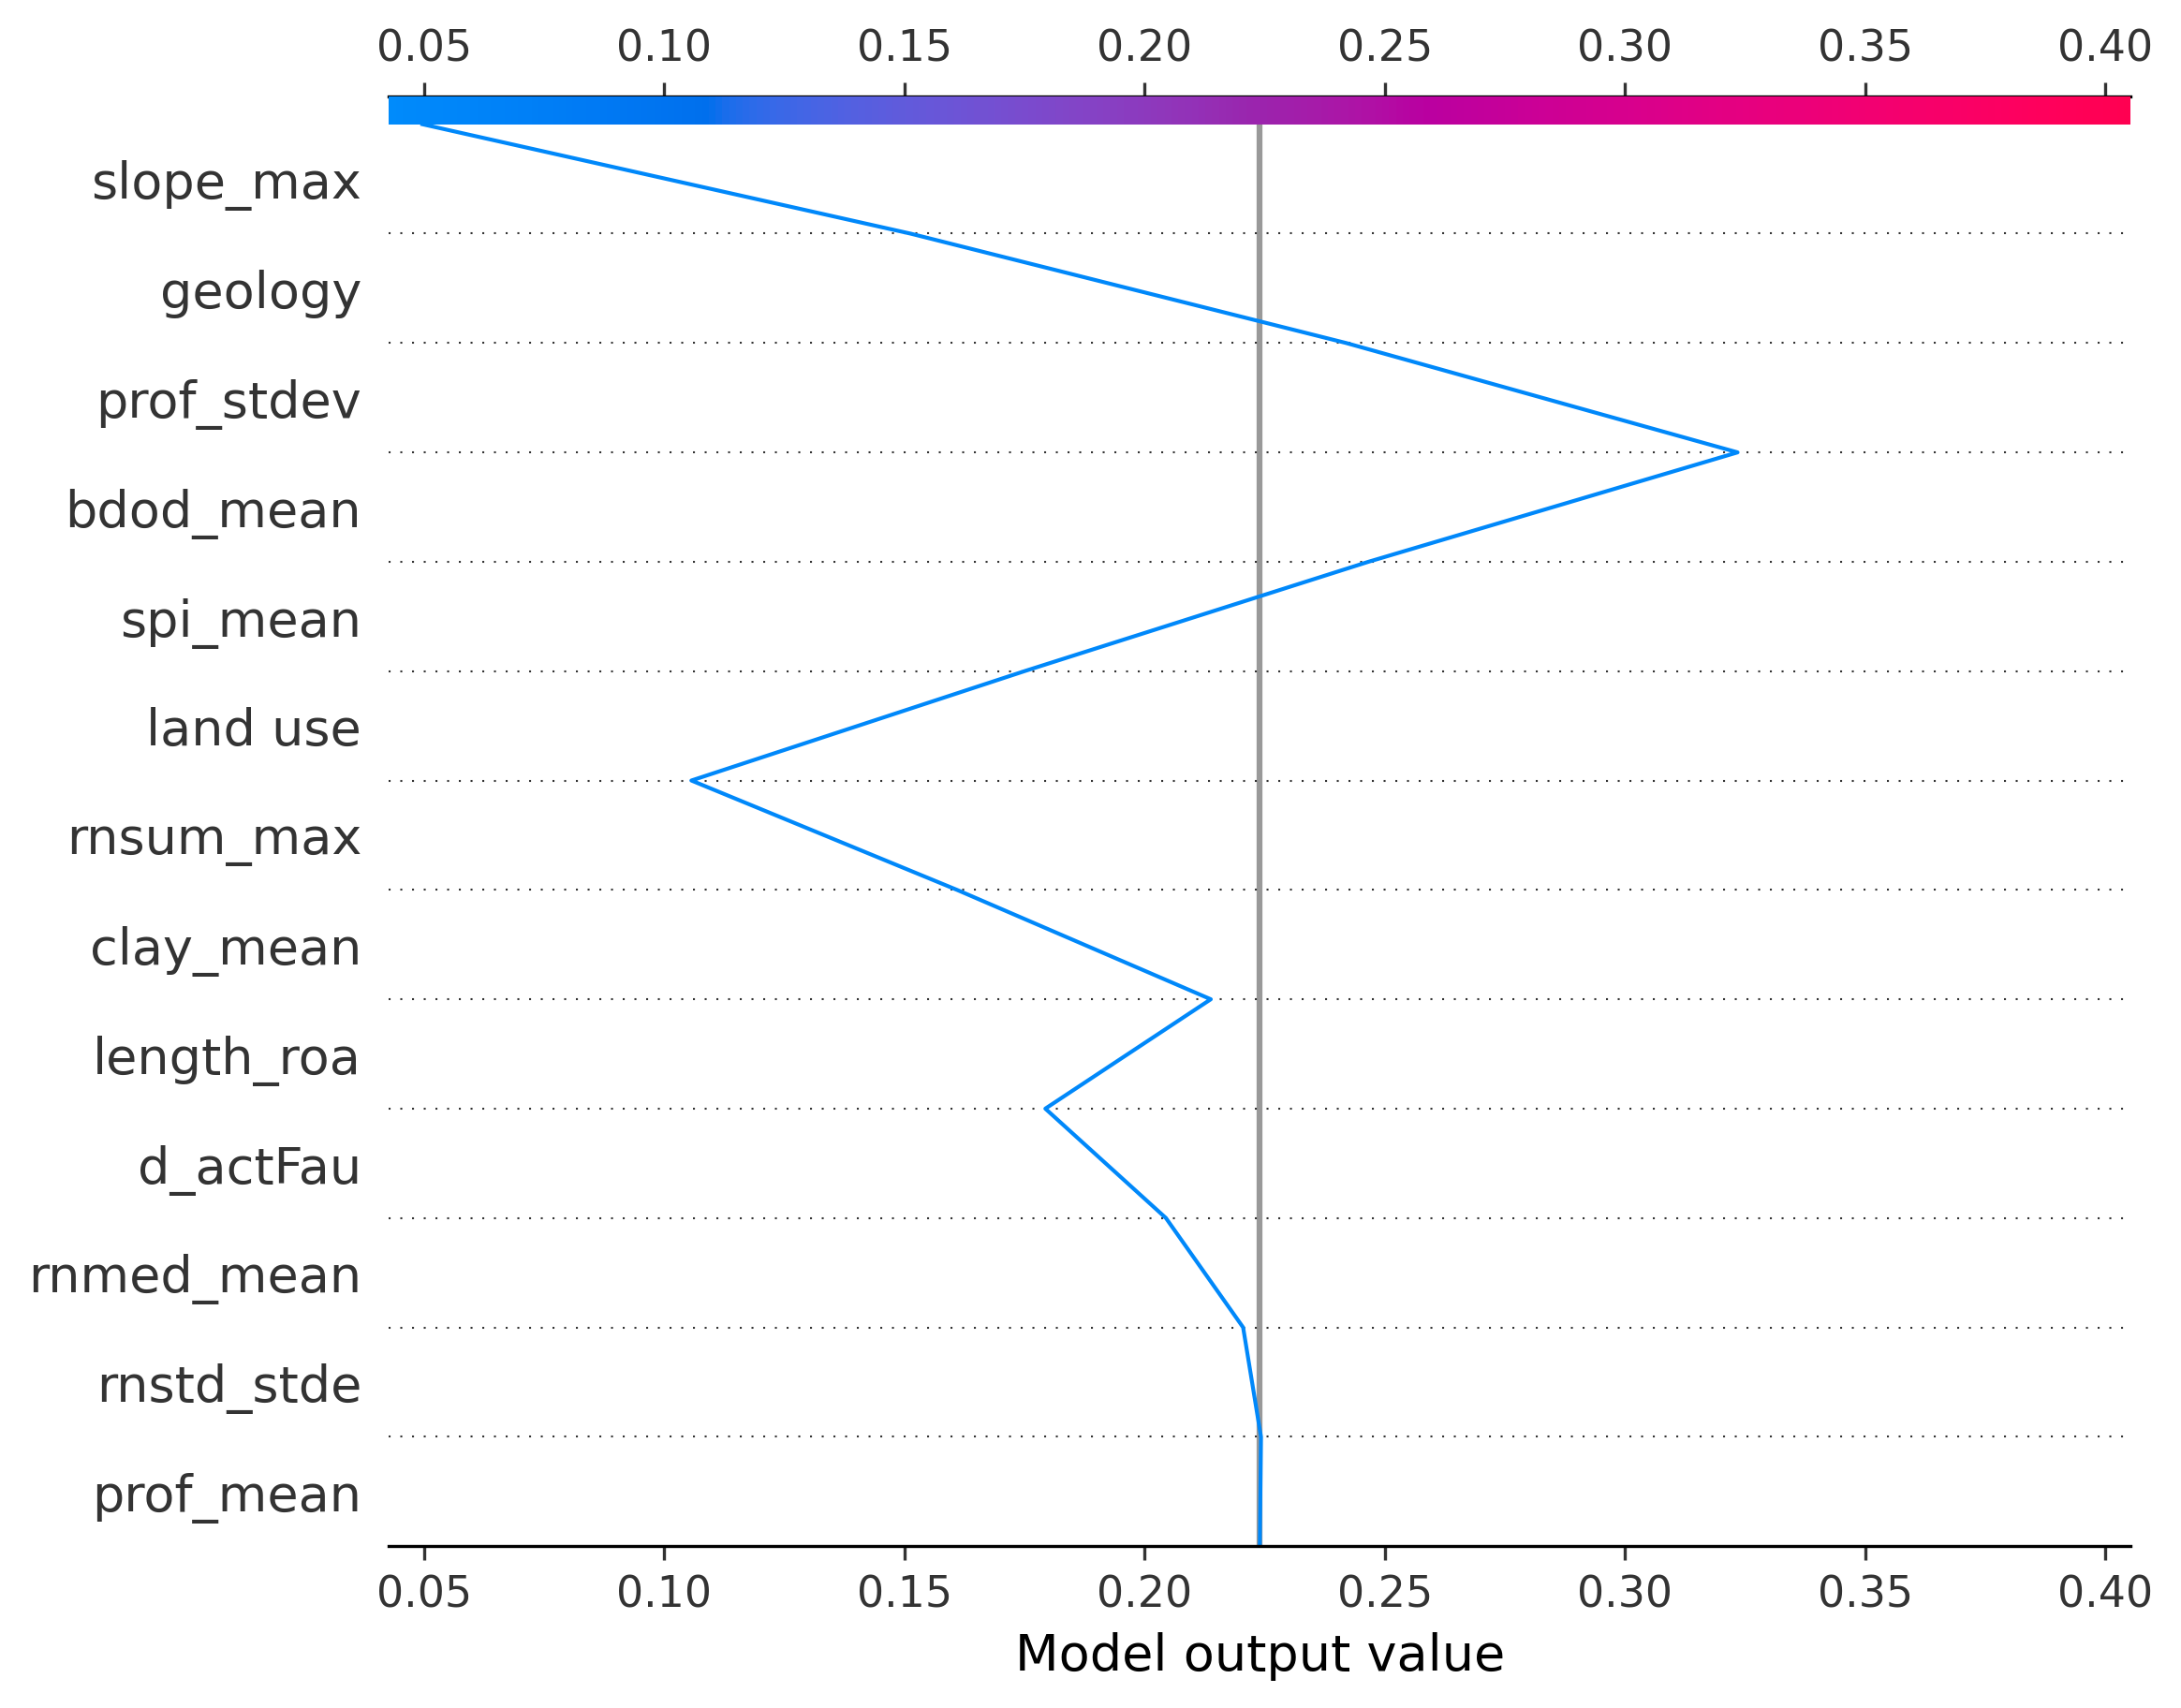 0.05 0.10 0.15 0.20 0.25 0.30 0.35 0.40
slope_max
geology
prof_stdev
bdod_mean
spi_mean
land use
rnsum_max
clay_mean
length_roa
d_actFau
rnmed_mean
rnstd_stde
prof_mean
0.05 0.10 0.15 0.20 0.25 0.30 0.35 0.40
Model output value